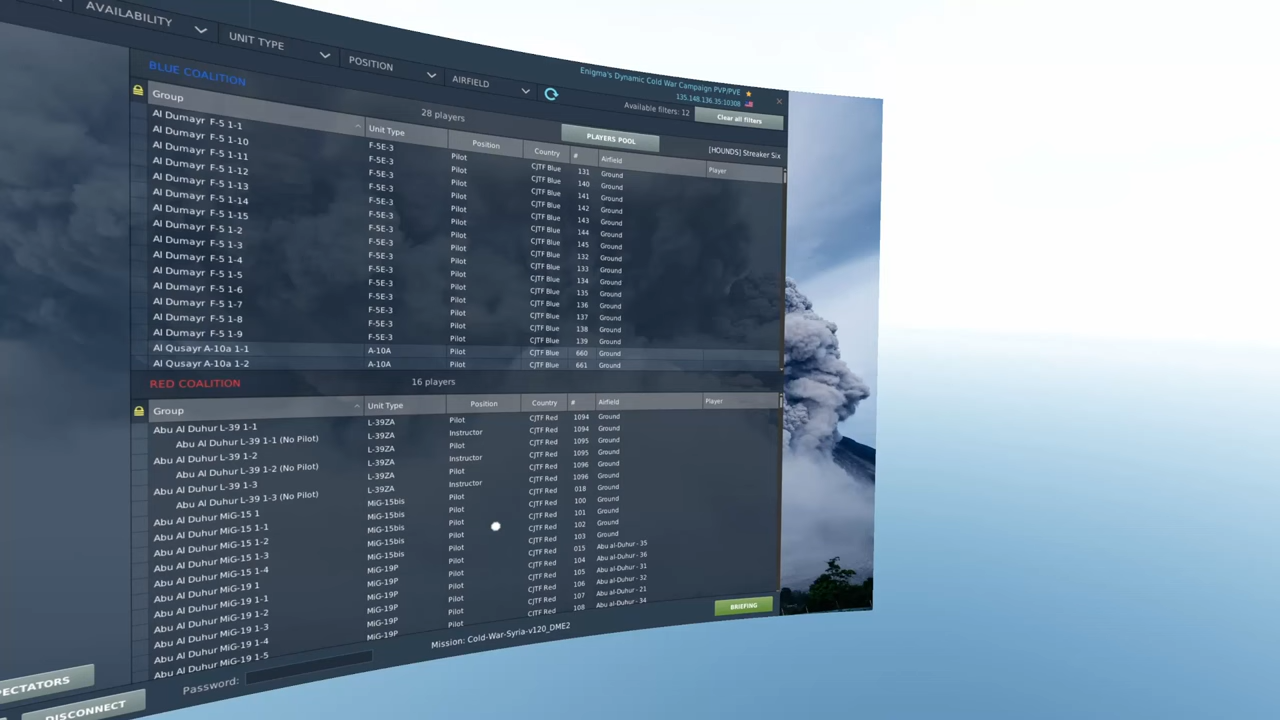 AVAILABILITY UNIT TYPE POSITION AIRFIELD
Enigma's Dynamic Cold War Campaign PVP/PVE
135.148.136.35:10308
Available filters: 12 Clear all filters
BLUE COALITION 28 players PLAYERS POOL [HOUNDS] Streaker Six
Group Unit Type Position Country # Airfield Player
Al Dumayr F-5 1-1 F-5E-3 Pilot CJTF Blue 131 Ground
Al Dumayr F-5 1-10 F-5E-3 Pilot CJTF Blue 140 Ground
Al Dumayr F-5 1-11 F-5E-3 Pilot CJTF Blue 141 Ground
Al Dumayr F-5 1-12 F-5E-3 Pilot CJTF Blue 142 Ground
Al Dumayr F-5 1-13 F-5E-3 Pilot CJTF Blue 143 Ground
Al Dumayr F-5 1-14 F-5E-3 Pilot CJTF Blue 144 Ground
Al Dumayr F-5 1-15 F-5E-3 Pilot CJTF Blue 145 Ground
Al Dumayr F-5 1-2 F-5E-3 Pilot CJTF Blue 132 Ground
Al Dumayr F-5 1-3 F-5E-3 Pilot CJTF Blue 133 Ground
Al Dumayr F-5 1-4 F-5E-3 Pilot CJTF Blue 134 Ground
Al Dumayr F-5 1-5 F-5E-3 Pilot CJTF Blue 135 Ground
Al Dumayr F-5 1-6 F-5E-3 Pilot CJTF Blue 136 Ground
Al Dumayr F-5 1-7 F-5E-3 Pilot CJTF Blue 137 Ground
Al Dumayr F-5 1-8 F-5E-3 Pilot CJTF Blue 138 Ground
Al Dumayr F-5 1-9 F-5E-3 Pilot CJTF Blue 139 Ground
Al Qusayr A-10a 1-1 A-10A Pilot CJTF Blue 660 Ground
Al Qusayr A-10a 1-2 A-10A Pilot CJTF Blue 661 Ground
RED COALITION 16 players
Group Unit Type Position Country # Airfield Player
Abu Al Duhur L-39 1-1 L-39ZA Pilot CJTF Red 1094 Ground
Abu Al Duhur L-39 1-1 (No Pilot) L-39ZA Instructor CJTF Red 1094 Ground
Abu Al Duhur L-39 1-2 L-39ZA Pilot CJTF Red 1095 Ground
Abu Al Duhur L-39 1-2 (No Pilot) L-39ZA Instructor CJTF Red 1095 Ground
Abu Al Duhur L-39 1-3 L-39ZA Pilot CJTF Red 1096 Ground
Abu Al Duhur L-39 1-3 (No Pilot) L-39ZA Instructor CJTF Red 1096 Ground
Abu Al Duhur MiG-15 1 MiG-15bis Pilot CJTF Red 018 Ground
Abu Al Duhur MiG-15 1-1 MiG-15bis Pilot CJTF Red 100 Ground
Abu Al Duhur MiG-15 1-2 MiG-15bis Pilot CJTF Red 101 Ground
Abu Al Duhur MiG-15 1-3 MiG-15bis Pilot CJTF Red 102 Ground
Abu Al Duhur MiG-15 1-4 MiG-15bis Pilot CJTF Red 103 Ground
Abu Al Duhur MiG-19 1 MiG-19P Pilot CJTF Red 015 Abu al-Duhur - 35
Abu Al Duhur MiG-19 1-1 MiG-19P Pilot CJTF Red 104 Abu al-Duhur - 36
Abu Al Duhur MiG-19 1-2 MiG-19P Pilot CJTF Red 105 Abu al-Duhur - 31
Abu Al Duhur MiG-19 1-3 MiG-19P Pilot CJTF Red 106 Abu al-Duhur - 32
Abu Al Duhur MiG-19 1-4 MiG-19P Pilot CJTF Red 107 Abu al-Duhur - 21
Abu Al Duhur MiG-19 1-5 MiG-19P Pilot CJTF Red 108 Abu al-Duhur - 34
BRIEFING
Mission: Cold-War-Syria-v120_DME2
PECTATORS Password:
DISCONNECT